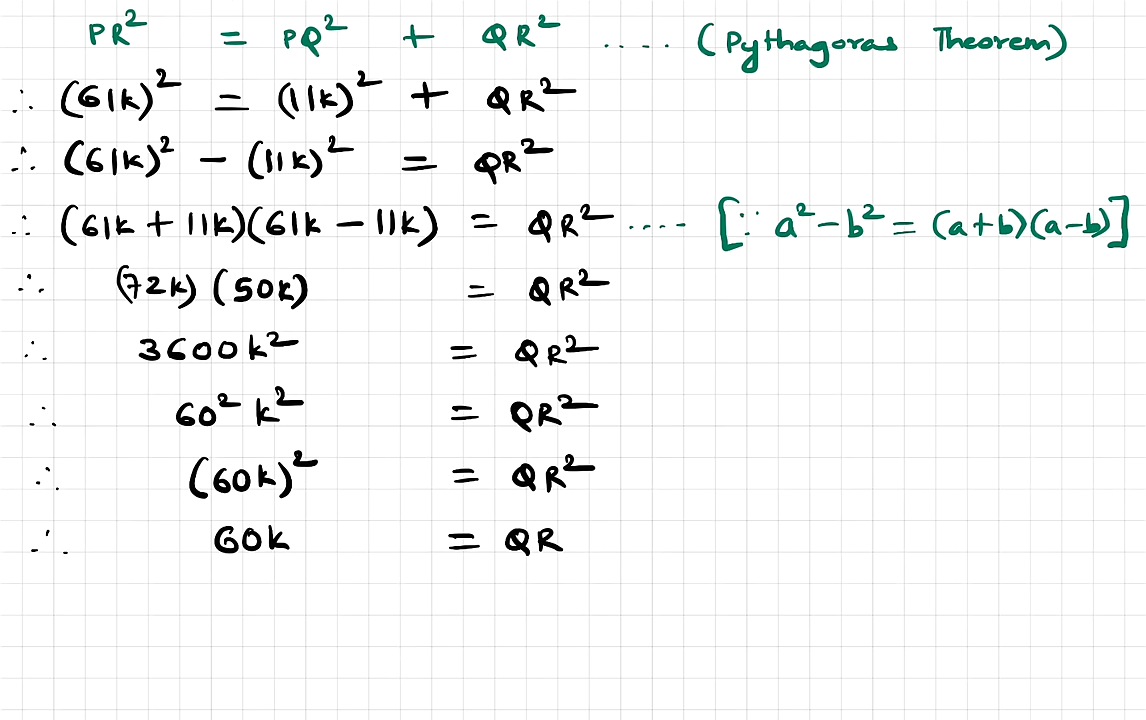 PR² = PQ² + QR² .... (Pythagoras Theorem)
∴ (61k)² = (11k)² + QR²
∴ (61k)² - (11k)² = QR²
∴ (61k + 11k)(61k - 11k) = QR² .... [∵ a² - b² = (a+b)(a-b)]
∴ (72k) (50k) = QR²
∴ 3600k² = QR²
∴ 60² k² = QR²
∴ (60k)² = QR²
∴ 60k = QR